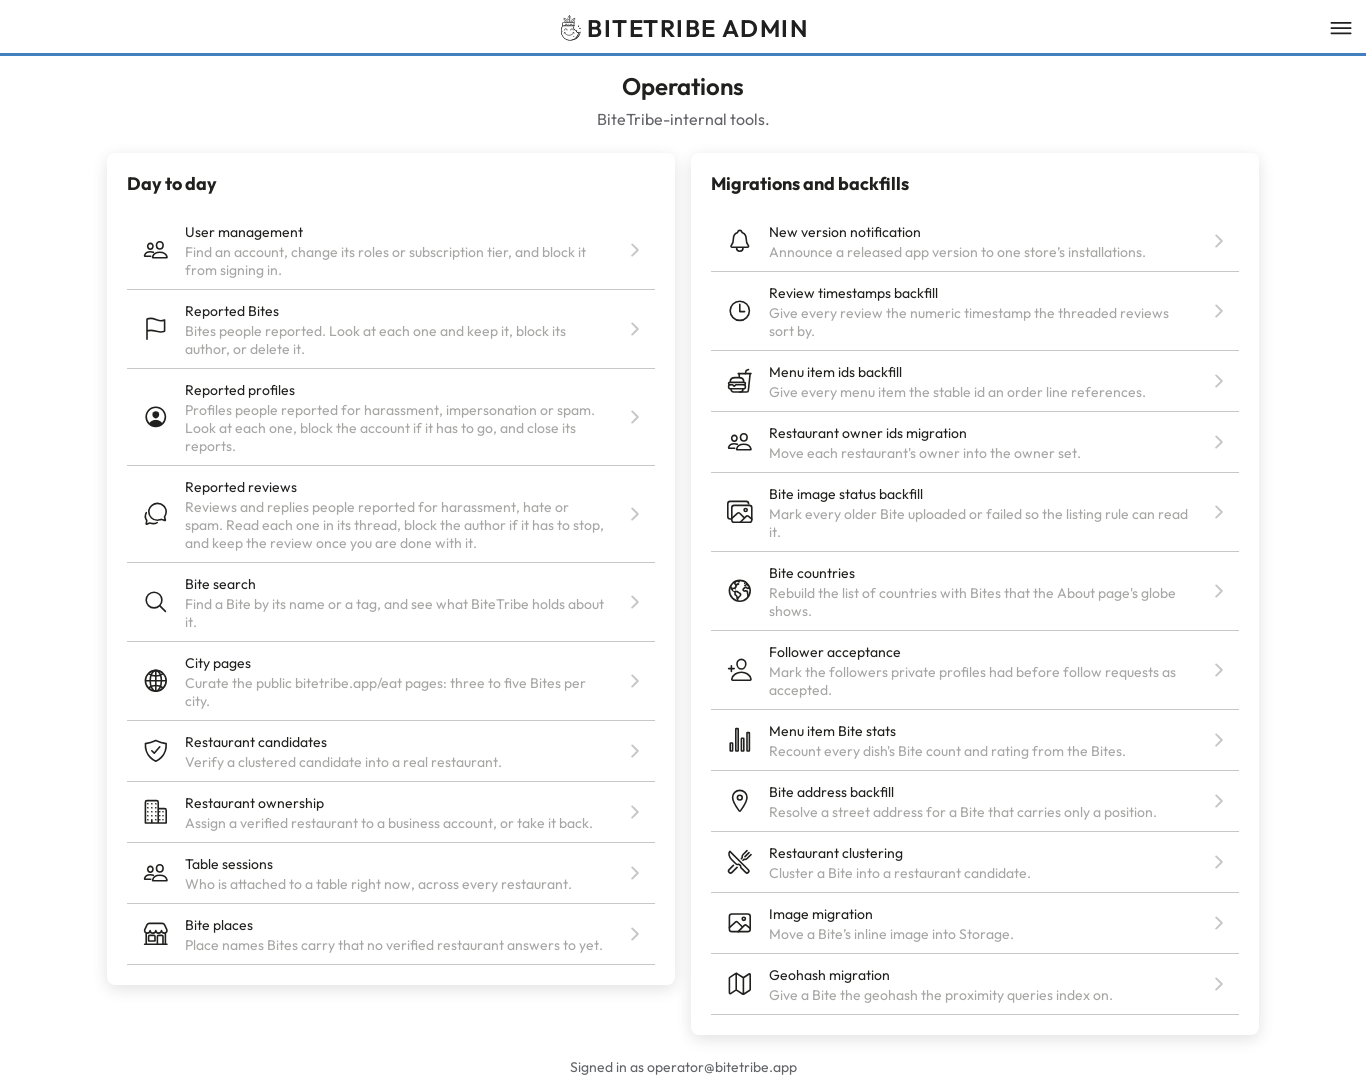 BITETRIBE ADMIN
Operations
BiteTribe-internal tools.
Day to day
User management
Find an account, change its roles or subscription tier, and block it
from signing in.
Reported Bites
Bites people reported. Look at each one and keep it, block its
author, or delete it.
Reported profiles
Profiles people reported for harassment, impersonation or spam.
Look at each one, block the account if it has to go, and close its
reports.
Reported reviews
Reviews and replies people reported for harassment, hate or
spam. Read each one in its thread, block the author if it has to stop,
and keep the review once you are done with it.
Bite search
Find a Bite by its name or a tag, and see what BiteTribe holds about
it.
City pages
Curate the public bitetribe.app/eat pages: three to five Bites per
city.
Restaurant candidates
Verify a clustered candidate into a real restaurant.
Restaurant ownership
Assign a verified restaurant to a business account, or take it back.
Table sessions
Who is attached to a table right now, across every restaurant.
Bite places
Place names Bites carry that no verified restaurant answers to yet.
Migrations and backfills
New version notification
Announce a released app version to one store's installations.
Review timestamps backfill
Give every review the numeric timestamp the threaded reviews
sort by.
Menu item ids backfill
Give every menu item the stable id an order line references.
Restaurant owner ids migration
Move each restaurant's owner into the owner set.
Bite image status backfill
Mark every older Bite uploaded or failed so the listing rule can read
it.
Bite countries
Rebuild the list of countries with Bites that the About page's globe
shows.
Follower acceptance
Mark the followers private profiles had before follow requests as
accepted.
Menu item Bite stats
Recount every dish's Bite count and rating from the Bites.
Bite address backfill
Resolve a street address for a Bite that carries only a position.
Restaurant clustering
Cluster a Bite into a restaurant candidate.
Image migration
Move a Bite's inline image into Storage.
Geohash migration
Give a Bite the geohash the proximity queries index on.
Signed in as operator@bitetribe.app